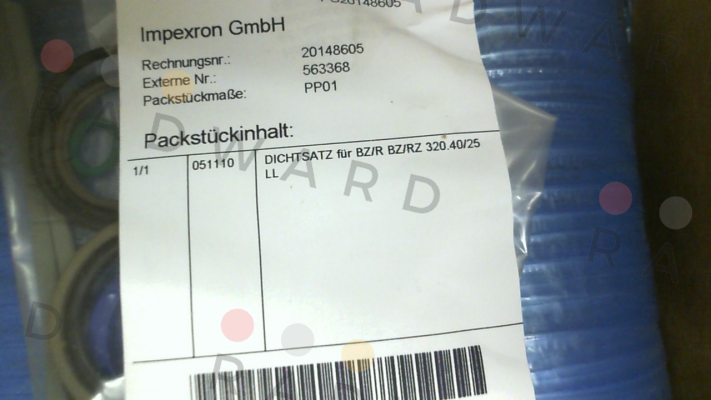 Impexron GmbH
Rechnungsnr.: 20148605
Externe Nr.: 563368
Packstückmaße: PP01
Packstückinhalt:
1/1 051110 DICHTSATZ für BZ/R BZ/RZ 320.40/25
LL